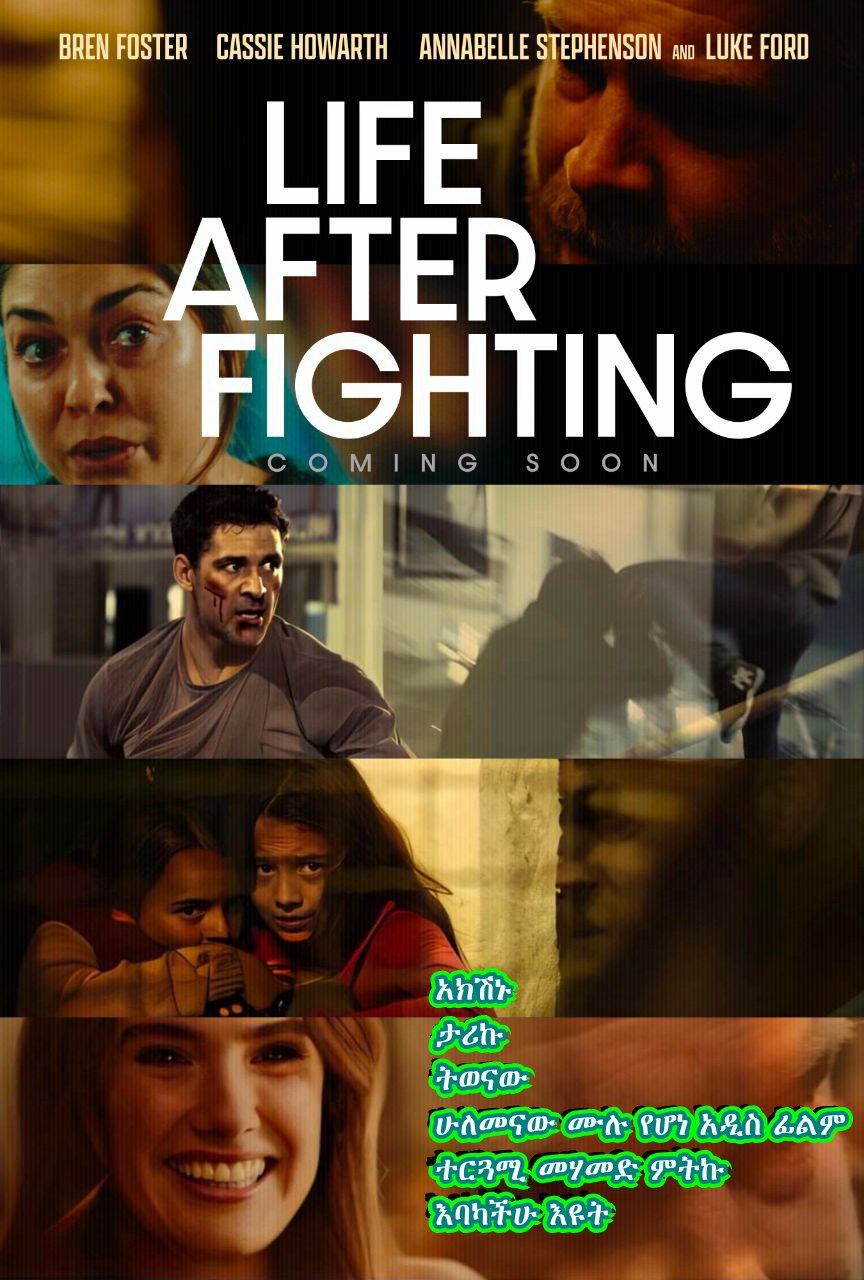 BREN FOSTER CASSIE HOWARTH ANNABELLE STEPHENSON AND LUKE FORD
LIFE
AFTER
FIGHTING
COMING SOON
አክሽኑ
ታሪኩ
ትወናው
ሁለመናው ሙሉ የሆነ አዲስ ፊልም
ተርጓሚ መሃመድ ምትኩ
እባካችሁ እዩት